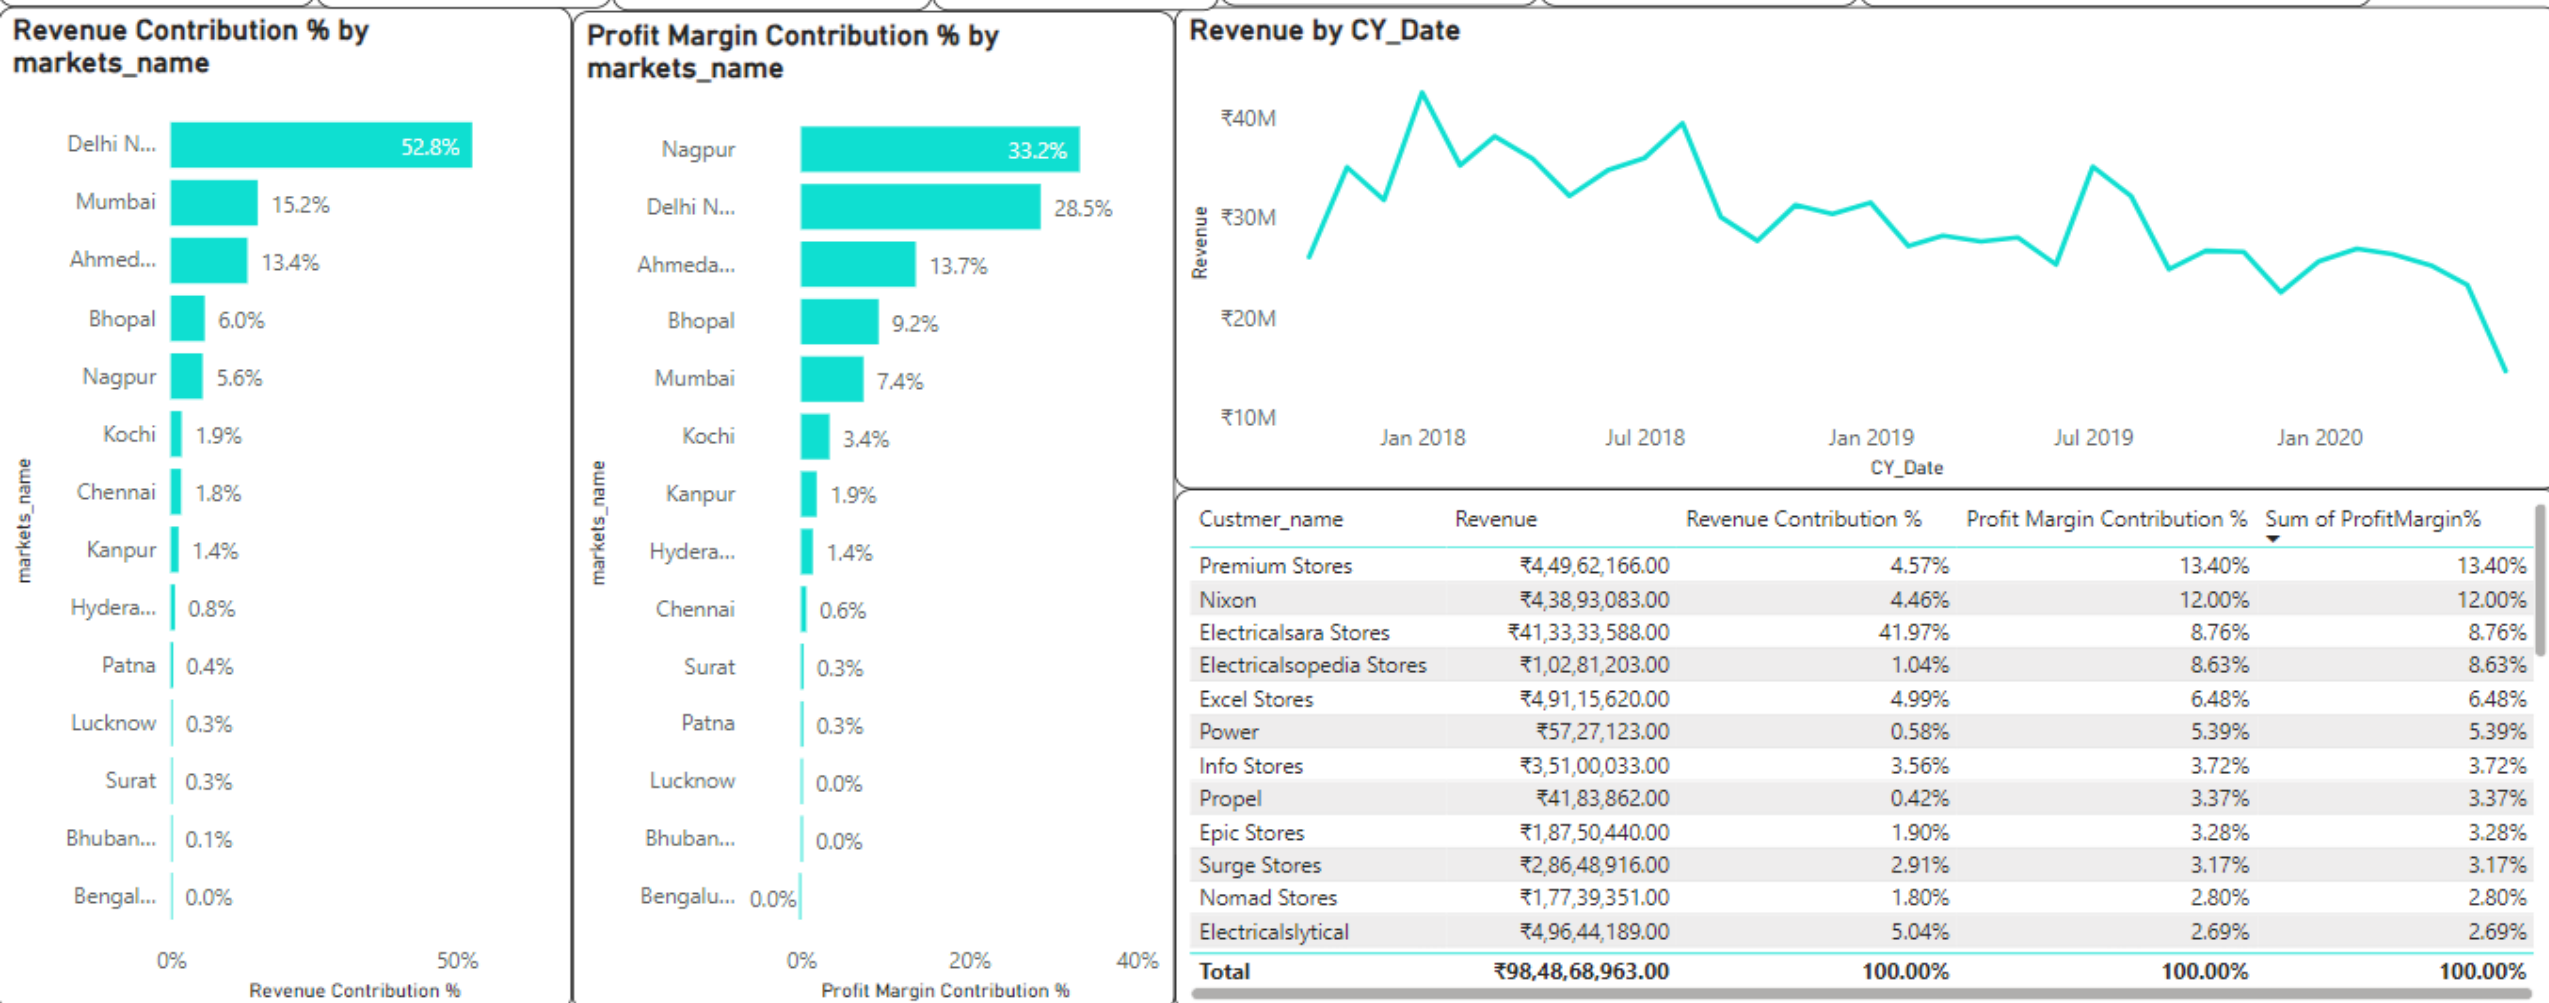 Revenue Contribution % by
markets_name
Delhi N... 52.8%
Mumbai 15.2%
Ahmed... 13.4%
Bhopal 6.0%
Nagpur 5.6%
Kochi 1.9%
Chennai 1.8%
Kanpur 1.4%
Hydera... 0.8%
Patna 0.4%
Lucknow 0.3%
Surat 0.3%
Bhuban... 0.1%
Bengal... 0.0%
markets_name
0% 50%
Revenue Contribution %
Profit Margin Contribution % by
markets_name
Nagpur 33.2%
Delhi N... 28.5%
Ahmeda... 13.7%
Bhopal 9.2%
Mumbai 7.4%
Kochi 3.4%
Kanpur 1.9%
Hydera... 1.4%
Chennai 0.6%
Surat 0.3%
Patna 0.3%
Lucknow 0.0%
Bhuban... 0.0%
Bengalu... 0.0%
markets_name
0% 20% 40%
Profit Margin Contribution %
Revenue by CY_Date
₹40M
₹30M
₹20M
₹10M
Revenue
Jan 2018 Jul 2018 Jan 2019 Jul 2019 Jan 2020
CY_Date
Custmer_name Revenue Revenue Contribution % Profit Margin Contribution % Sum of ProfitMargin%
Premium Stores ₹4,49,62,166.00 4.57% 13.40% 13.40%
Nixon ₹4,38,93,083.00 4.46% 12.00% 12.00%
Electricalsara Stores ₹41,33,33,588.00 41.97% 8.76% 8.76%
Electricalsopedia Stores ₹1,02,81,203.00 1.04% 8.63% 8.63%
Excel Stores ₹4,91,15,620.00 4.99% 6.48% 6.48%
Power ₹57,27,123.00 0.58% 5.39% 5.39%
Info Stores ₹3,51,00,033.00 3.56% 3.72% 3.72%
Propel ₹41,83,862.00 0.42% 3.37% 3.37%
Epic Stores ₹1,87,50,440.00 1.90% 3.28% 3.28%
Surge Stores ₹2,86,48,916.00 2.91% 3.17% 3.17%
Nomad Stores ₹1,77,39,351.00 1.80% 2.80% 2.80%
Electricalslytical ₹4,96,44,189.00 5.04% 2.69% 2.69%
Total ₹98,48,68,963.00 100.00% 100.00% 100.00%